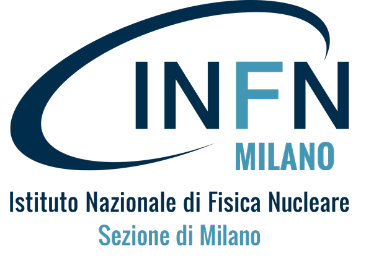 INFN
MILANO
Istituto Nazionale di Fisica Nucleare
Sezione di Milano